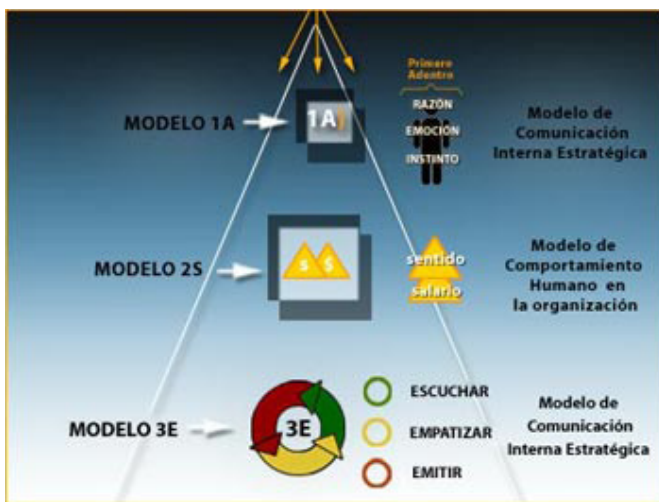 Primero
Adentro
MODELO 1A
1A)
RAZÓN
EMOCIÓN
INSTINTO
Modelo de
Comunicación
Interna Estratégica
MODELO 2S
S $
sentido
salario
Modelo de
Comportamiento
Humano en
la organización
MODELO 3E
3E
ESCUCHAR
EMPATIZAR
EMITIR
Modelo de
Comunicación
Interna Estratégica